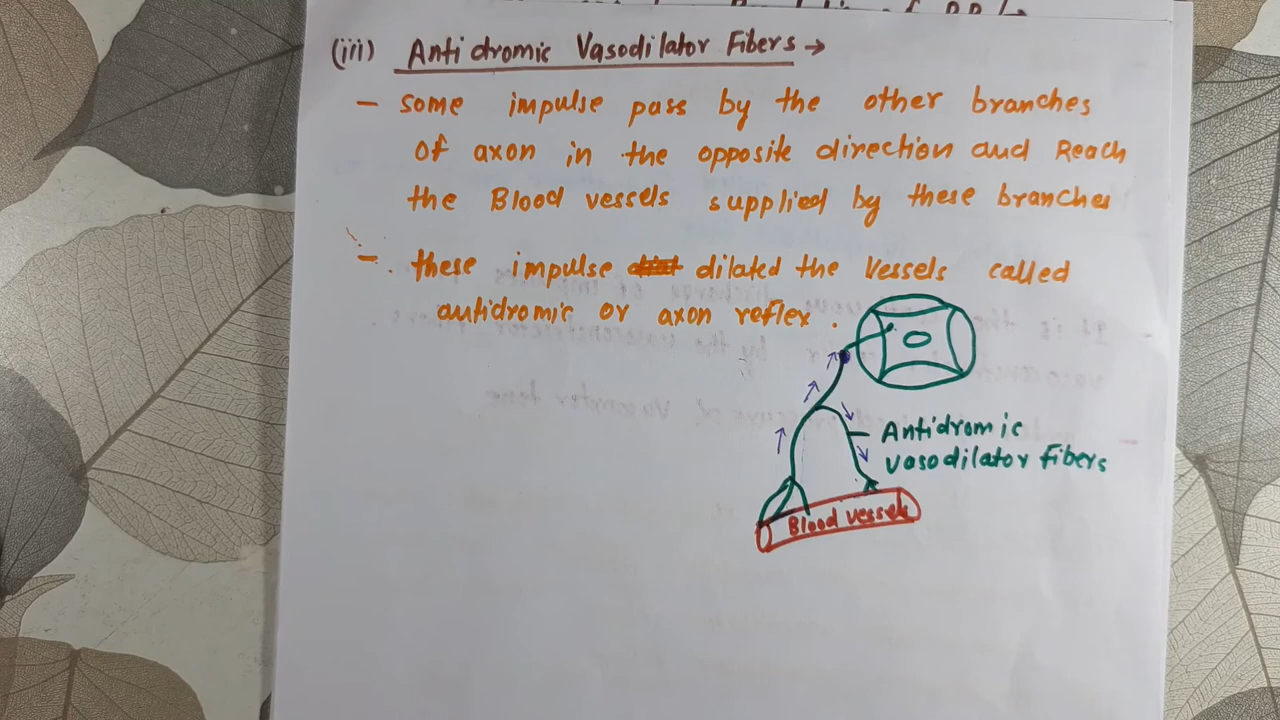 (iii) Antidromic Vasodilator Fibers →
- some impulse pass by the other branches
of axon in the opposite direction and Reach
the Blood vessels supplied by these branches
- these impulse dilated the Vessels called
antidromic or axon reflex.
Antidromic
vasodilator Fibers
Blood vessels